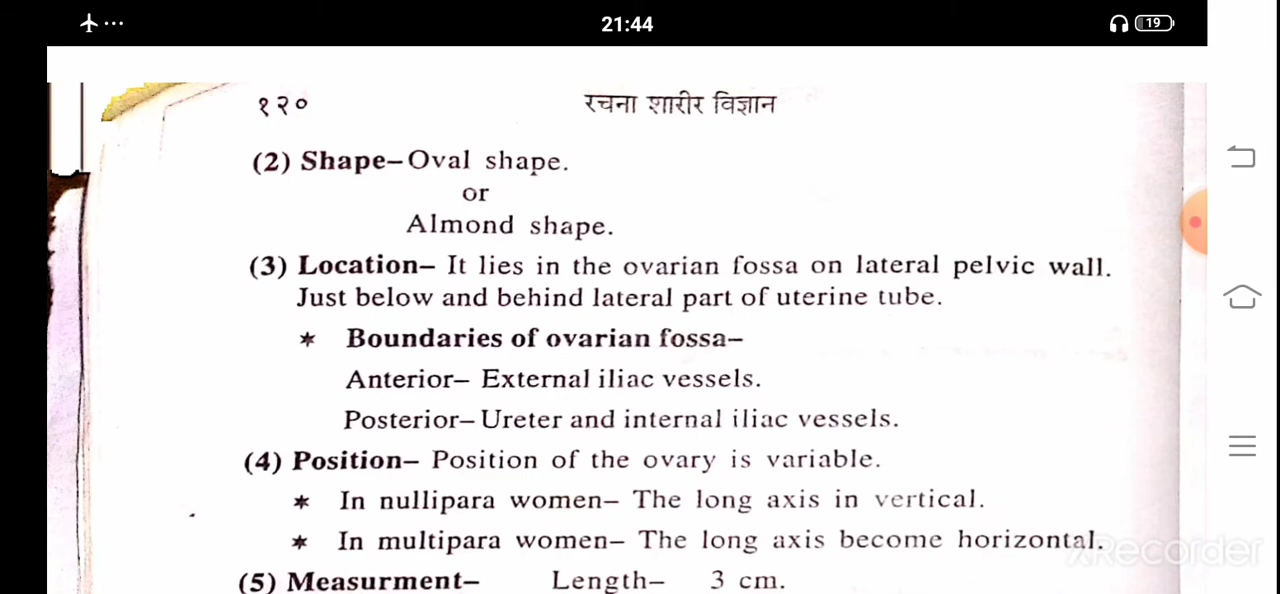 21:44
19
१२० रचना शारीर विज्ञान
(2) Shape–Oval shape.
or
Almond shape.
(3) Location– It lies in the ovarian fossa on lateral pelvic wall.
Just below and behind lateral part of uterine tube.
* Boundaries of ovarian fossa–
Anterior– External iliac vessels.
Posterior– Ureter and internal iliac vessels.
(4) Position– Position of the ovary is variable.
* In nullipara women– The long axis in vertical.
* In multipara women– The long axis become horizontal.
XRecorder
(5) Measurment– Length– 3 cm.